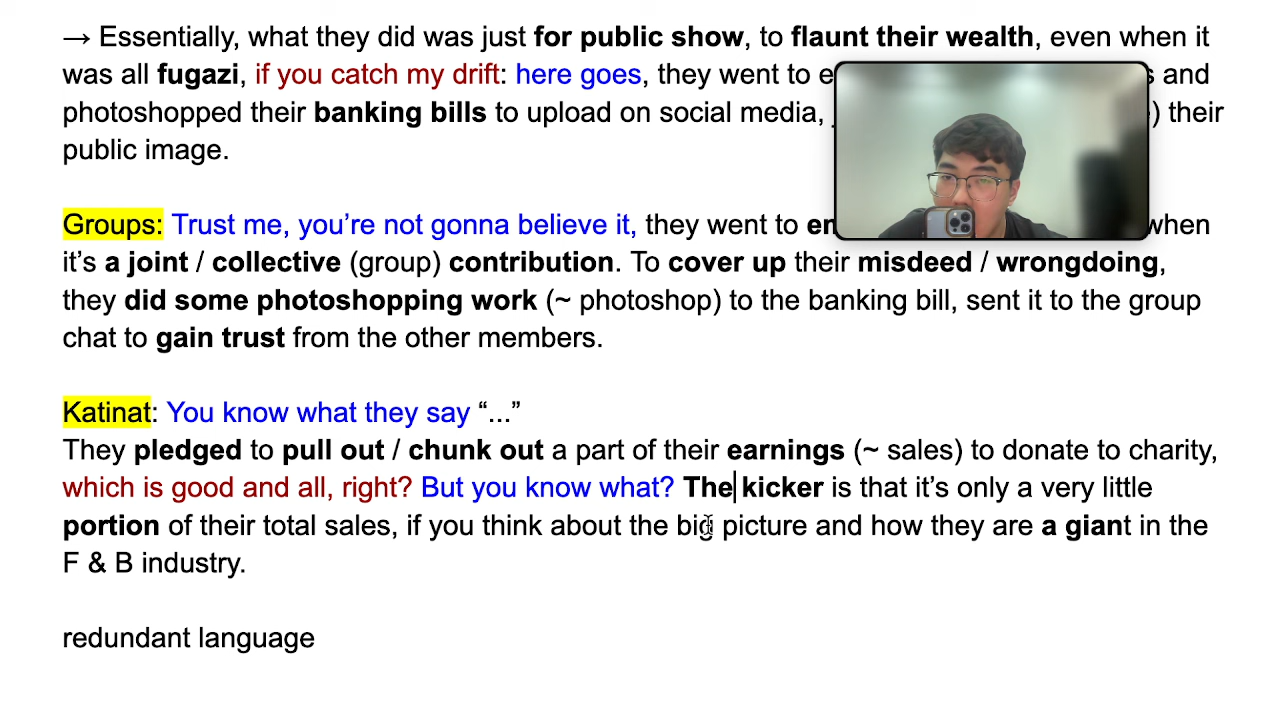 → Essentially, what they did was just for public show, to flaunt their wealth, even when it
was all fugazi, if you catch my drift: here goes, they went to and
photoshopped their banking bills to upload on social media, ) their
public image.
Groups: Trust me, you’re not gonna believe it, they went to when
it’s a joint / collective (group) contribution. To cover up their misdeed / wrongdoing,
they did some photoshopping work (~ photoshop) to the banking bill, sent it to the group
chat to gain trust from the other members.
Katinat: You know what they say “...”
They pledged to pull out / chunk out a part of their earnings (~ sales) to donate to charity,
which is good and all, right? But you know what? The kicker is that it’s only a very little
portion of their total sales, if you think about the big picture and how they are a giant in the
F & B industry.
redundant language